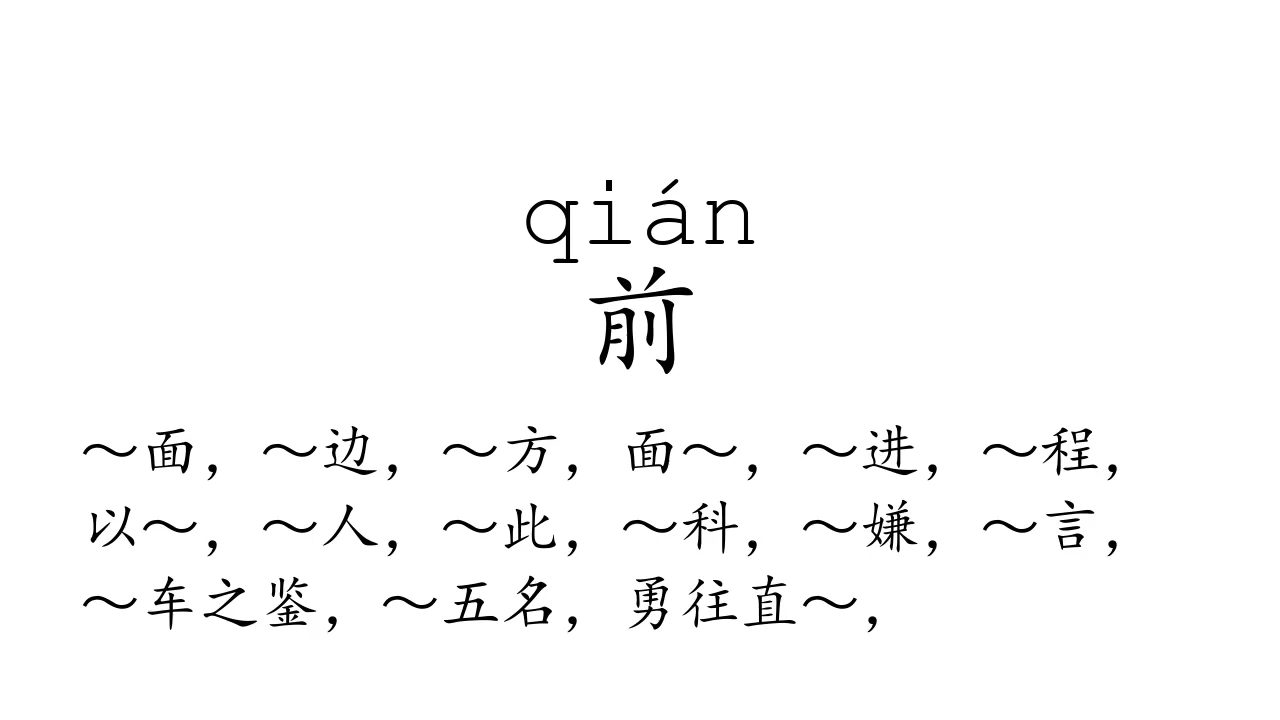 qián
前
～面，～边，～方，面～，～进，～程，
以～，～人，～此，～科，～嫌，～言，
～车之鉴，～五名，勇往直～，